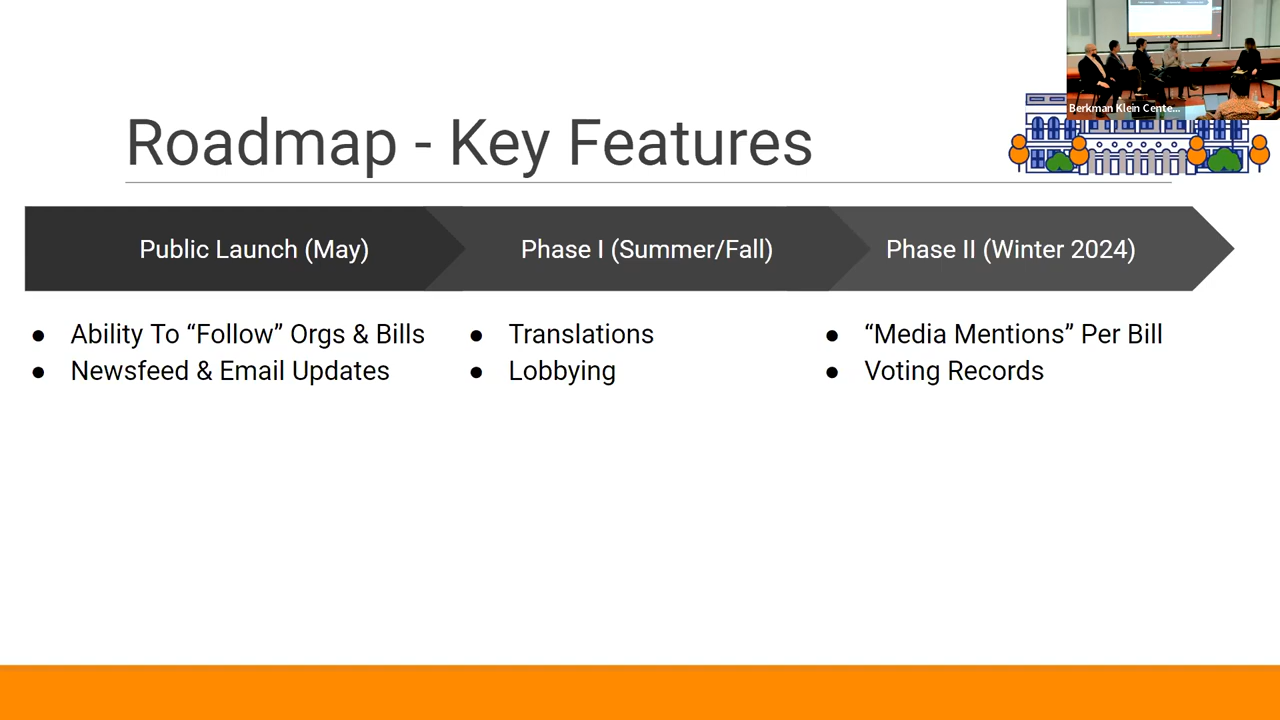 Berkman Klein Cente...
Roadmap - Key Features
Public Launch (May)
Phase I (Summer/Fall)
Phase II (Winter 2024)
● Ability To “Follow” Orgs & Bills
● Newsfeed & Email Updates
● Translations
● Lobbying
● “Media Mentions” Per Bill
● Voting Records